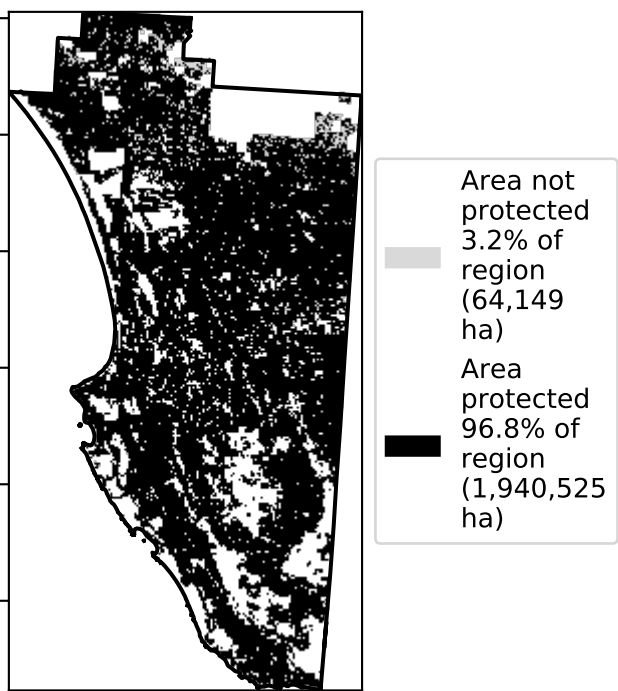 Area not
protected
3.2% of
region
(64,149
ha)
Area
protected
96.8% of
region
(1,940,525
ha)